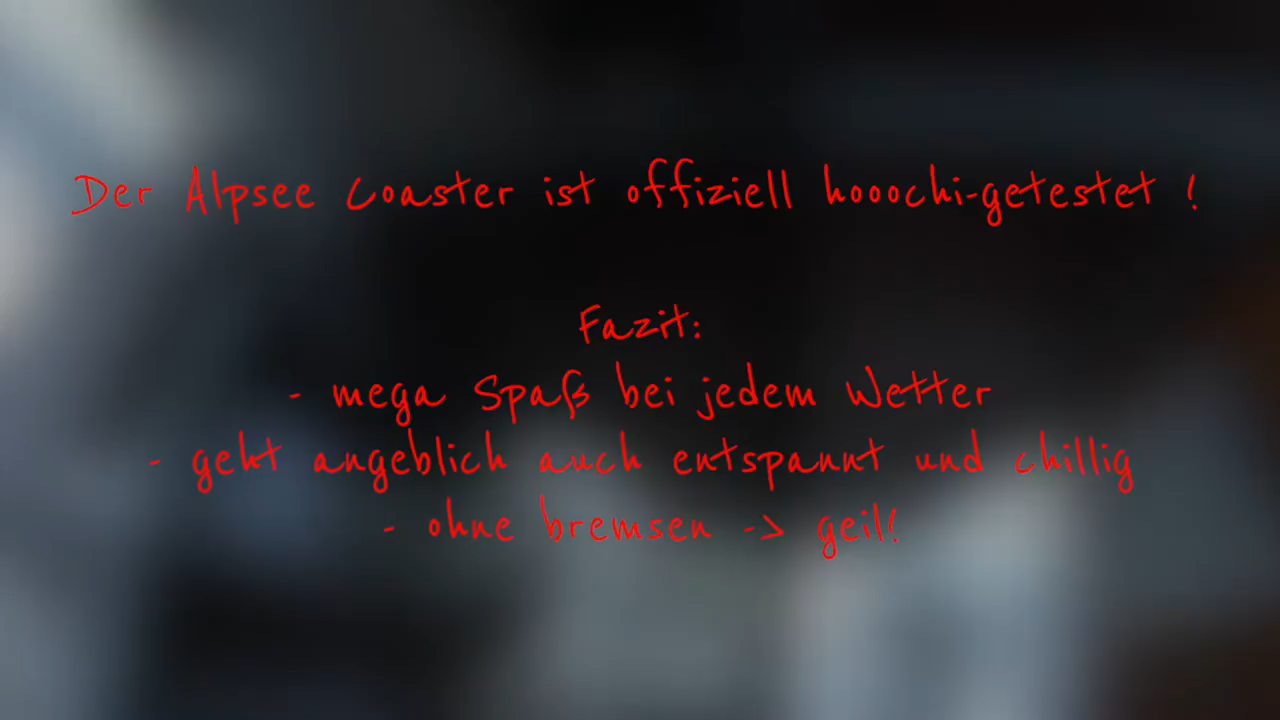 Der Alpsee Coaster ist offiziell hooochi-getestet !
Fazit:
- mega Spaß bei jedem Wetter
- geht angeblich auch entspannt und chillig
- ohne bremsen -> geil!